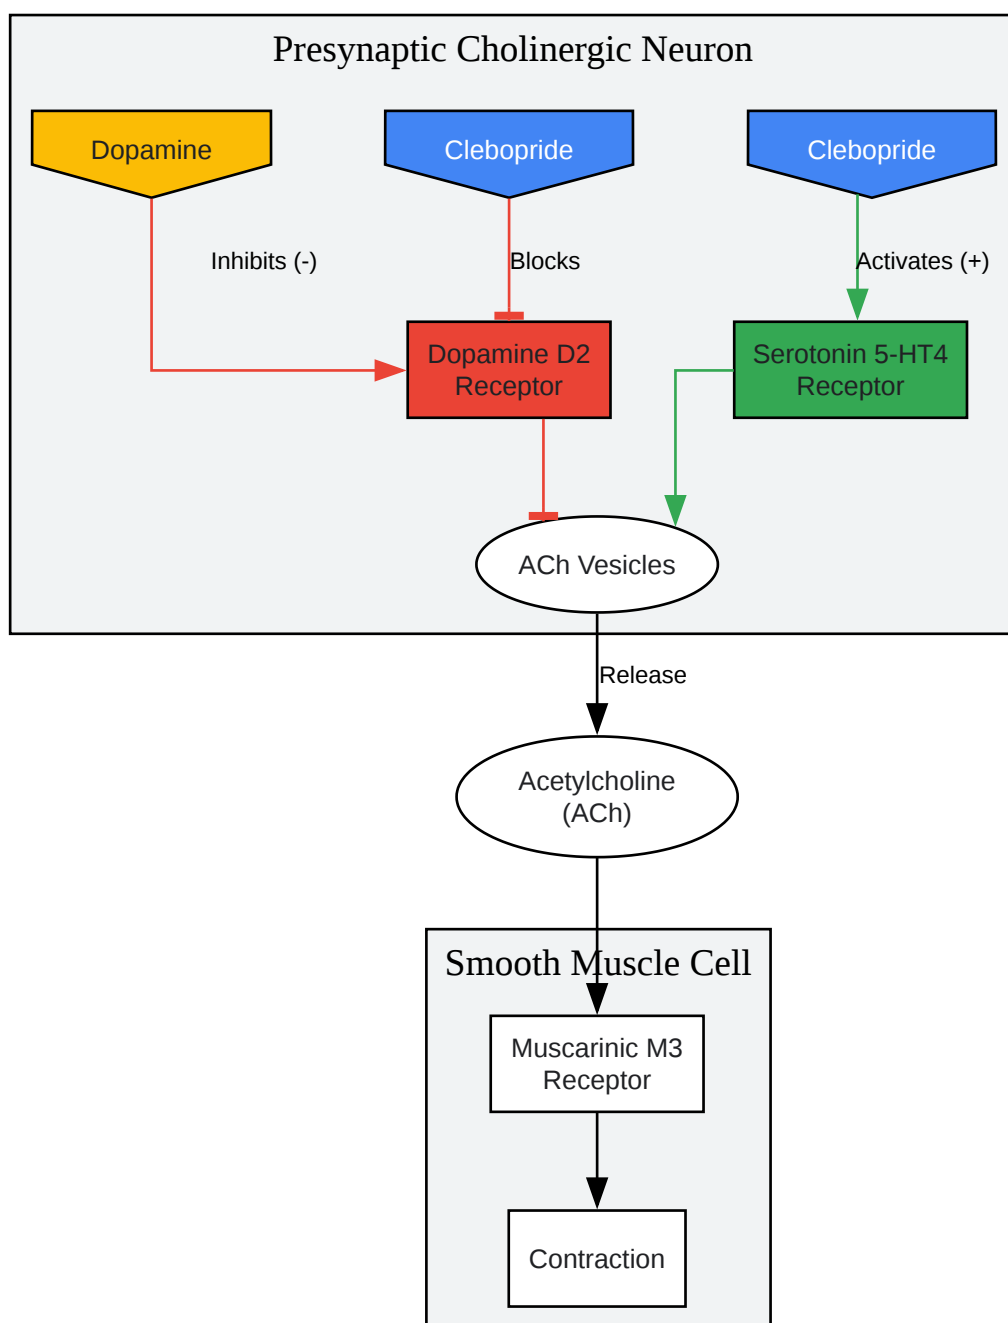 Presynaptic Cholinergic Neuron
Dopamine
Clebopride
Clebopride
Inhibits (-)
Blocks
Activates (+)
Dopamine D2
Receptor
Serotonin 5-HT4
Receptor
ACh Vesicles
Release
Acetylcholine
(ACh)
Smooth Muscle Cell
Muscarinic M3
Receptor
Contraction